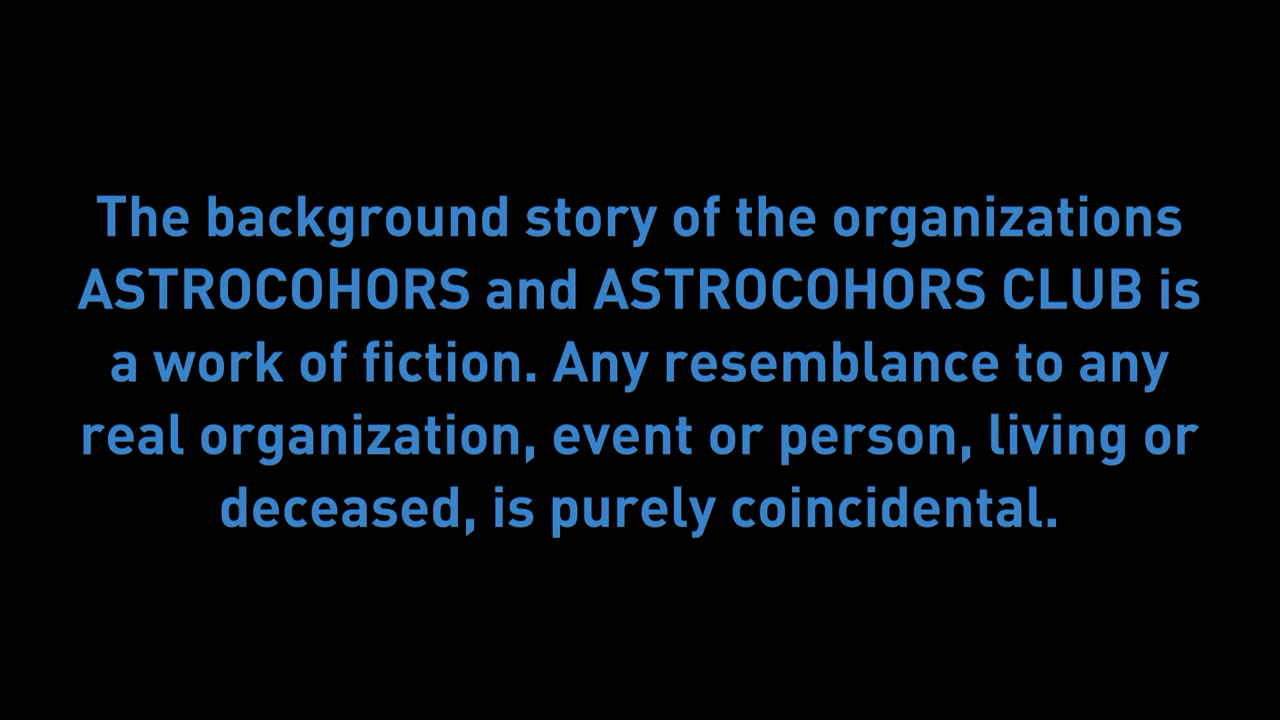 The background story of the organizations
ASTROCOHORS and ASTROCOHORS CLUB is
a work of fiction. Any resemblance to any
real organization, event or person, living or
deceased, is purely coincidental.